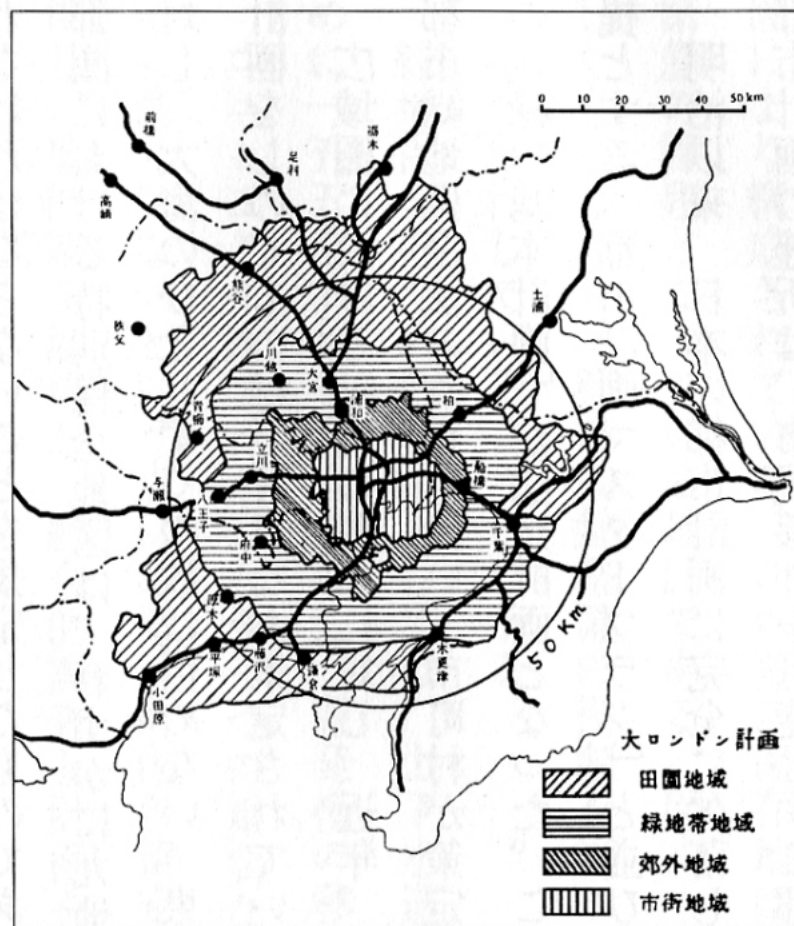 0 10 20 30 40 50 km
前橋
高崎
足利
栃木
熊谷
秩父
土浦
川越
大宮
浦和
柏
青梅
立川
与瀬
八王子
府中
船橋
千葉
厚木
平塚
藤沢
鎌倉
木更津
小田原
50 km
大ロンドン計画
田園地域
緑地帯地域
郊外地域
市街地域